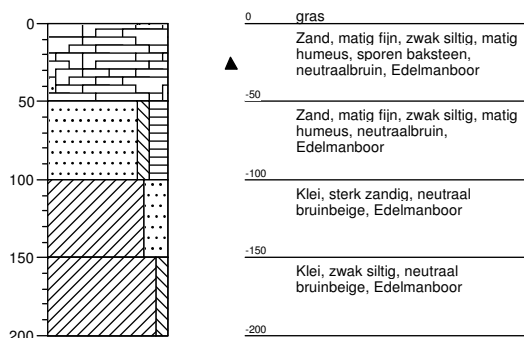 0
50
100
150
200
0
gras
Zand, matig fijn, zwak siltig, matig
humeus, sporen baksteen,
neutraalbruin, Edelmanboor
-50
Zand, matig fijn, zwak siltig, matig
humeus, neutraalbruin,
Edelmanboor
-100
Klei, sterk zandig, neutraal
bruinbeige, Edelmanboor
-150
Klei, zwak siltig, neutraal
bruinbeige, Edelmanboor
-200